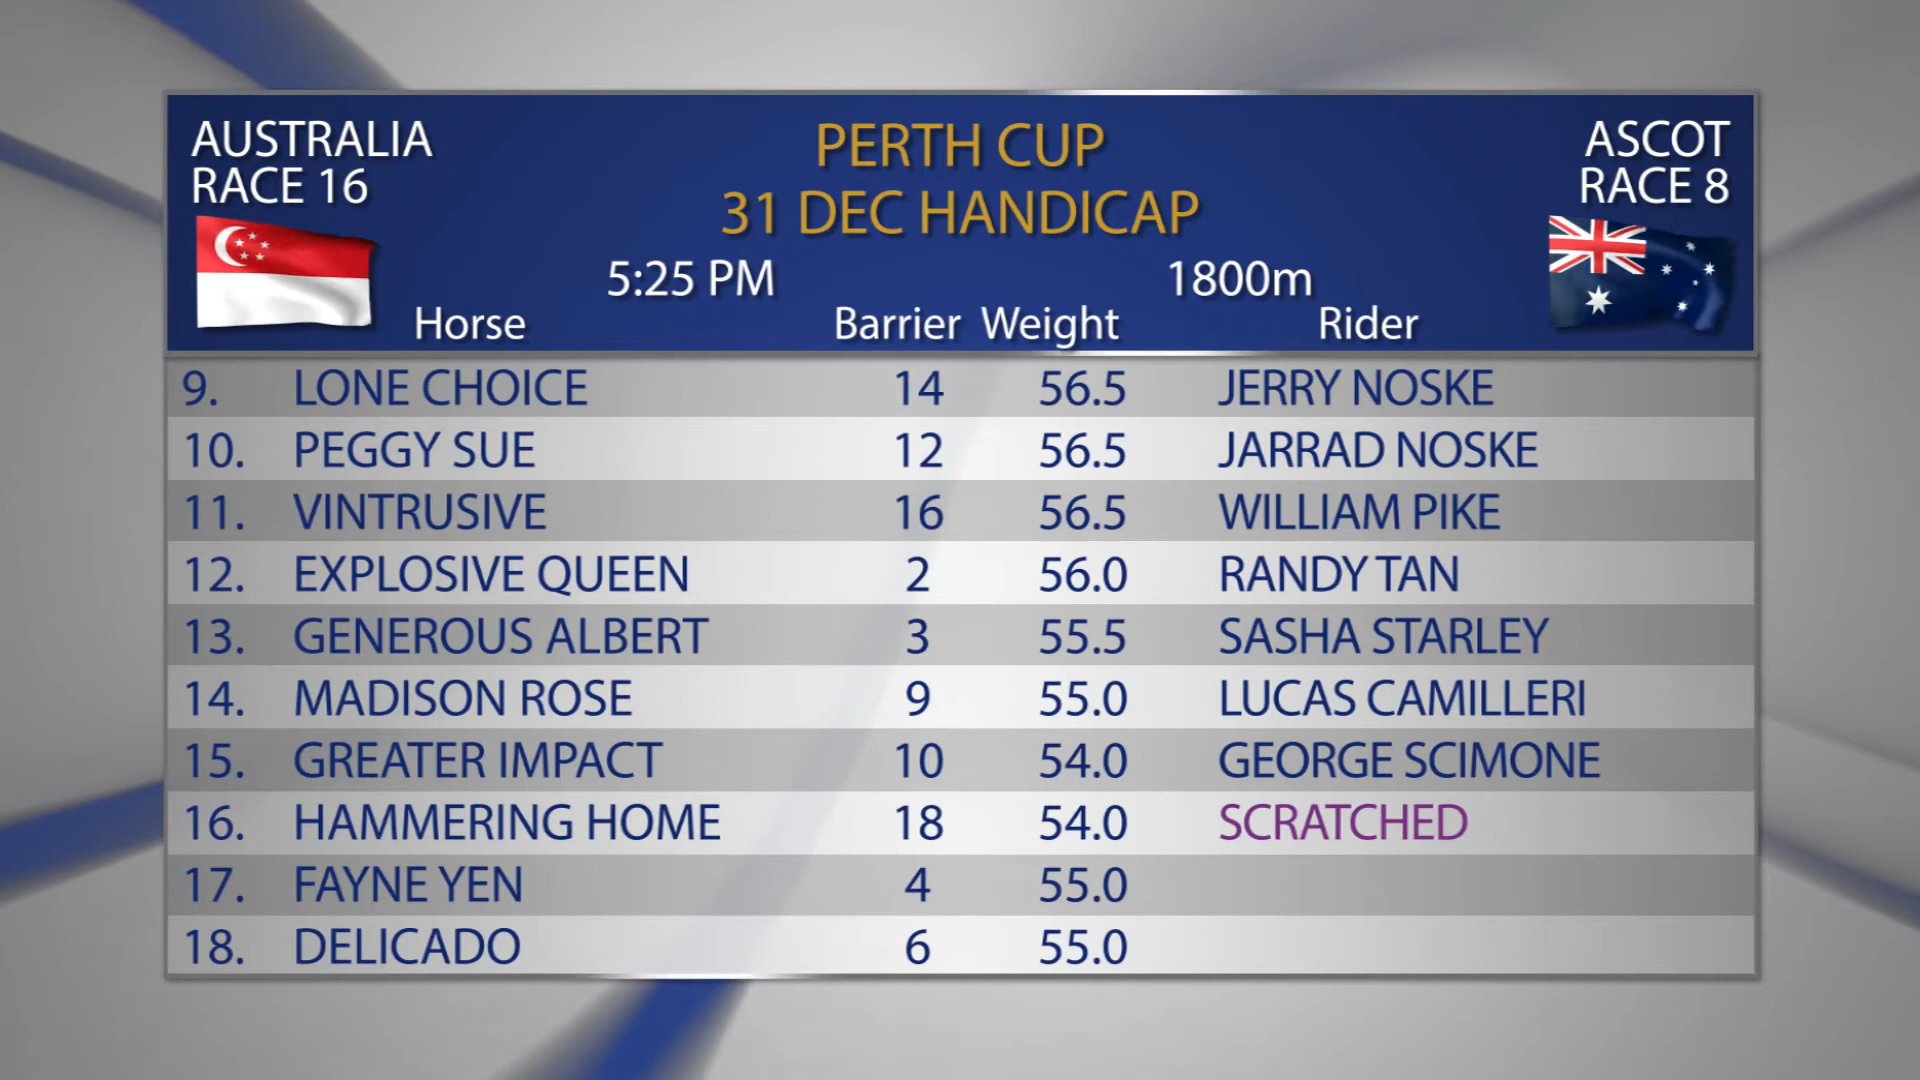 AUSTRALIA
RACE 16
PERTH CUP
31 DEC HANDICAP
ASCOT
RACE 8
5:25 PM 1800m
Horse Barrier Weight Rider
9. LONE CHOICE 14 56.5 JERRY NOSKE
10. PEGGY SUE 12 56.5 JARRAD NOSKE
11. VINTRUSIVE 16 56.5 WILLIAM PIKE
12. EXPLOSIVE QUEEN 2 56.0 RANDY TAN
13. GENEROUS ALBERT 3 55.5 SASHA STARLEY
14. MADISON ROSE 9 55.0 LUCAS CAMILLERI
15. GREATER IMPACT 10 54.0 GEORGE SCIMONE
16. HAMMERING HOME 18 54.0 SCRATCHED
17. FAYNE YEN 4 55.0
18. DELICADO 6 55.0